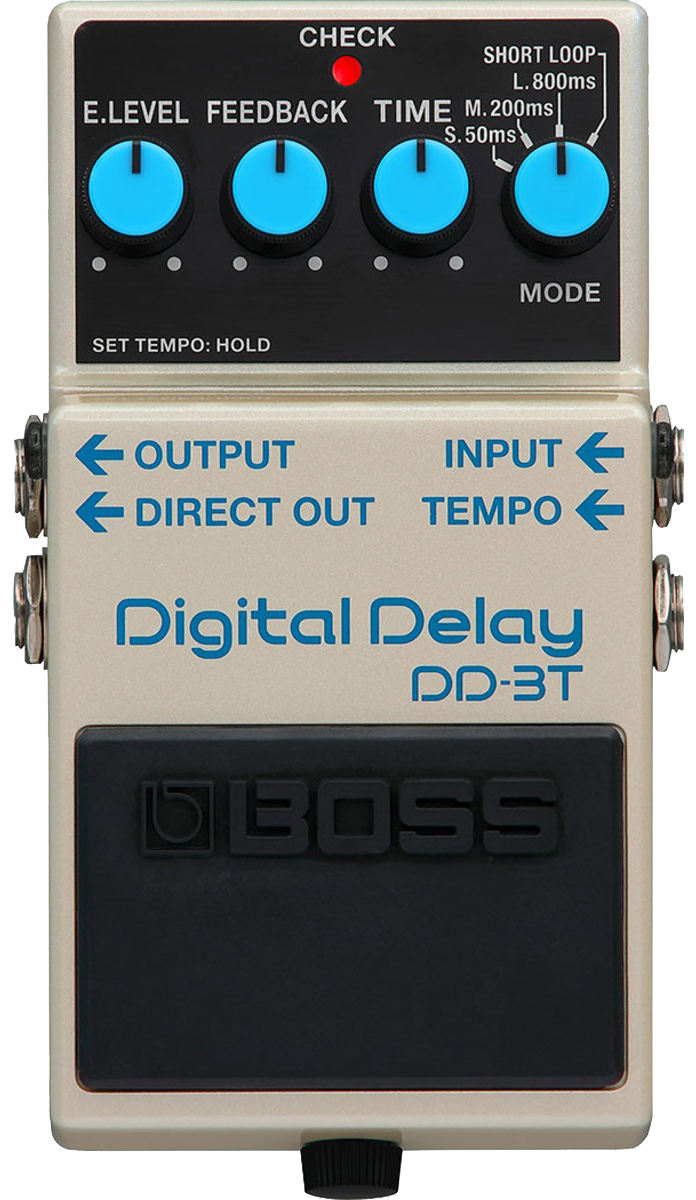 CHECK
SHORT LOOP
L.800ms
E.LEVEL FEEDBACK TIME M.200ms
S.50ms
MODE
SET TEMPO: HOLD
OUTPUT INPUT
DIRECT OUT TEMPO
Digital Delay
DD-3T
BOSS